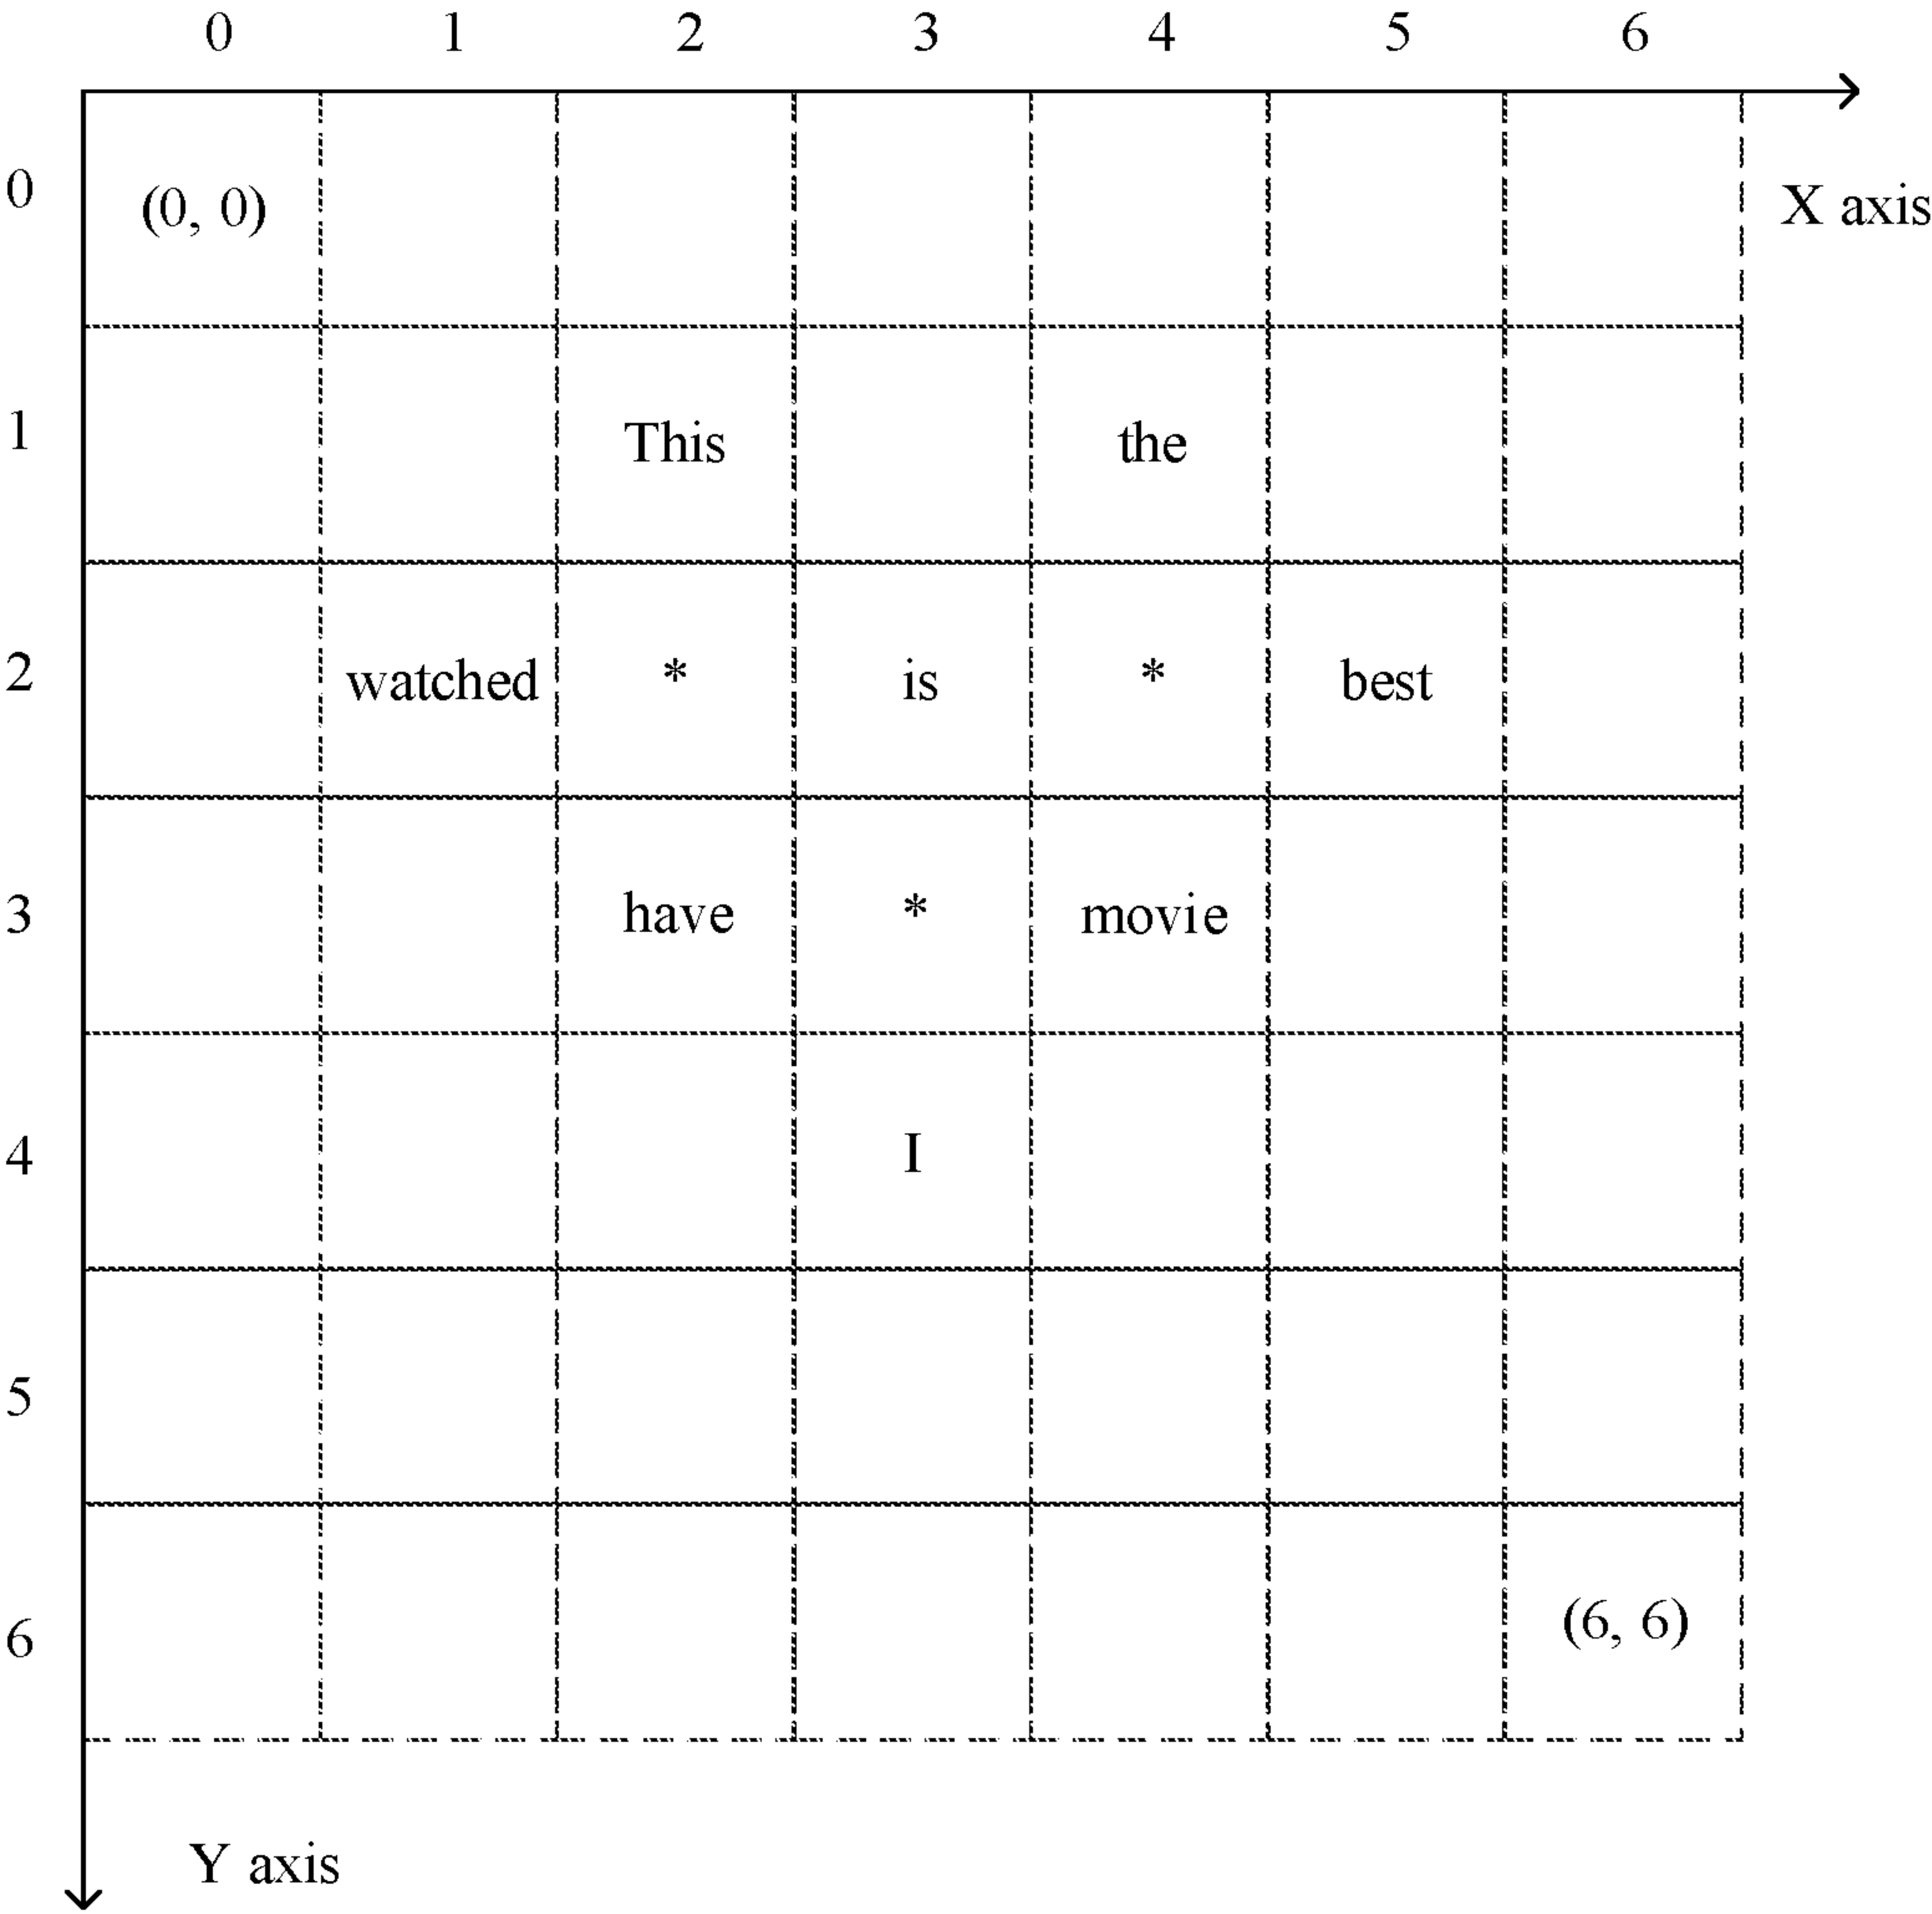 0 1 2 3 4 5 6
0 (0, 0) X axis
1 This the
2 watched * is * best
3 have * movie
4 I
5
6 (6, 6)
Y axis